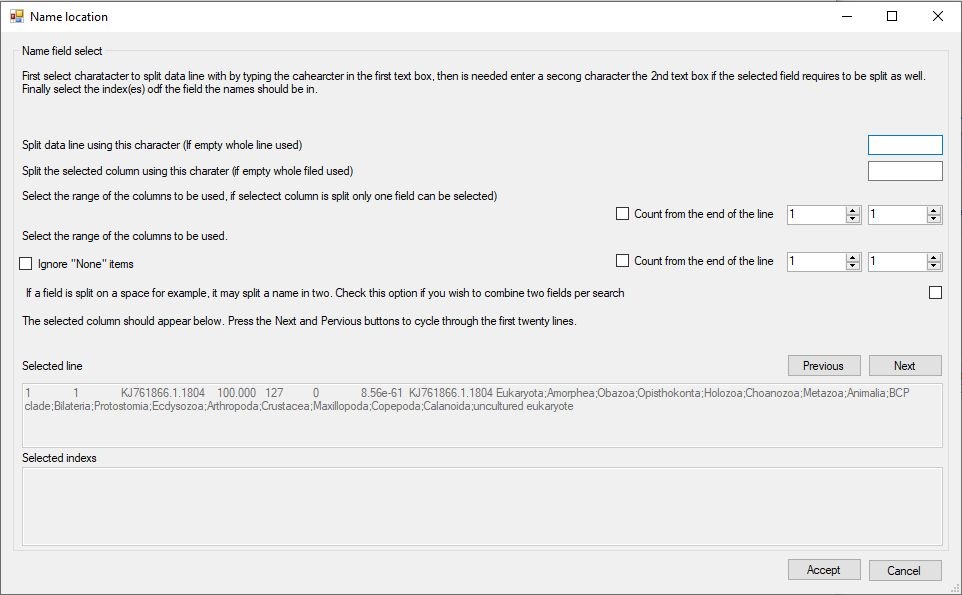 Name location
Name field select
First select charatacter to split data line with by typing the cahearcter in the first text box, then is needed enter a secong character the 2nd text box if the selected field requires to be split as well.
Finally select the index(es) odf the field the names should be in.
Split data line using this character (If empty whole line used)
Split the selected column using this charater (if empty whole filed used)
Select the range of the columns to be used, if selectect column is split only one field can be selected)
Count from the end of the line 1 1
Select the range of the columns to be used.
Ignore "None" items Count from the end of the line 1 1
If a field is split on a space for example, it may split a name in two. Check this option if you wish to combine two fields per search
The selected column should appear below. Press the Next and Pervious buttons to cycle through the first twenty lines.
Selected line Previous Next
1 1 KJ761866.1.1804 100.000 127 0 8.56e-61 KJ761866.1.1804 Eukaryota;Amorphea;Obazoa;Opisthokonta;Holozoa;Choanozoa;Metazoa;Animalia;BCP
clade;Bilateria;Protostomia;Ecdysozoa;Arthropoda;Crustacea;Maxillopoda;Copepoda;Calanoida;uncultured eukaryote
Selected indexs
Accept Cancel